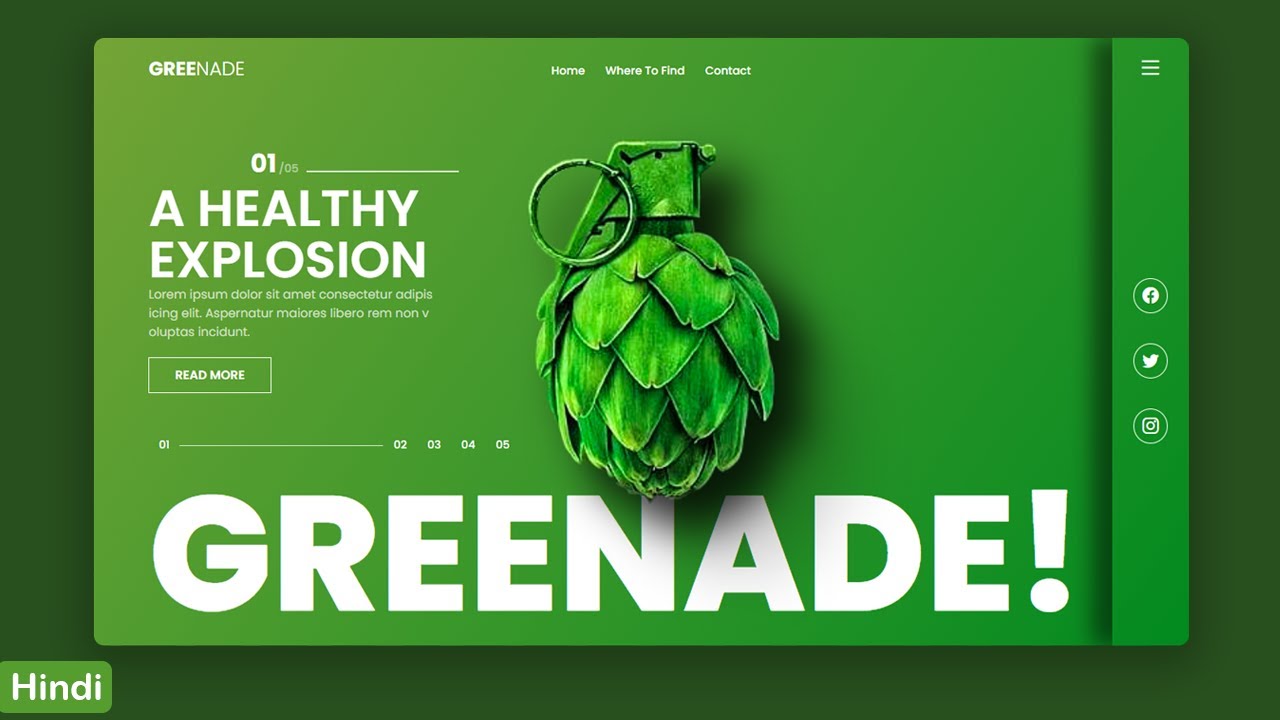 GREENADE
Home Where To Find Contact
01 /05
A HEALTHY
EXPLOSION
Lorem ipsum dolor sit amet consectetur adipis
icing elit. Aspernatur maiores libero rem non v
oluptas incidunt.
READ MORE
01 02 03 04 05
GREENADE!
Hindi